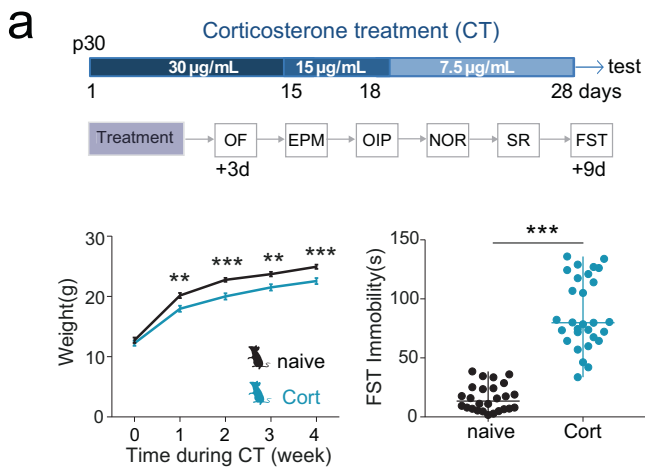 a
Corticosterone treatment (CT)
p30
30 µg/mL 15 µg/mL 7.5 µg/mL test
1 15 18 28 days
Treatment OF EPM OIP NOR SR FST
+3d +9d
30
20
10
0
Weight(g)
** *** ** ***
naive
Cort
0 1 2 3 4
Time during CT (week)
150
100
50
0
FST Immobility(s)
***
naive Cort